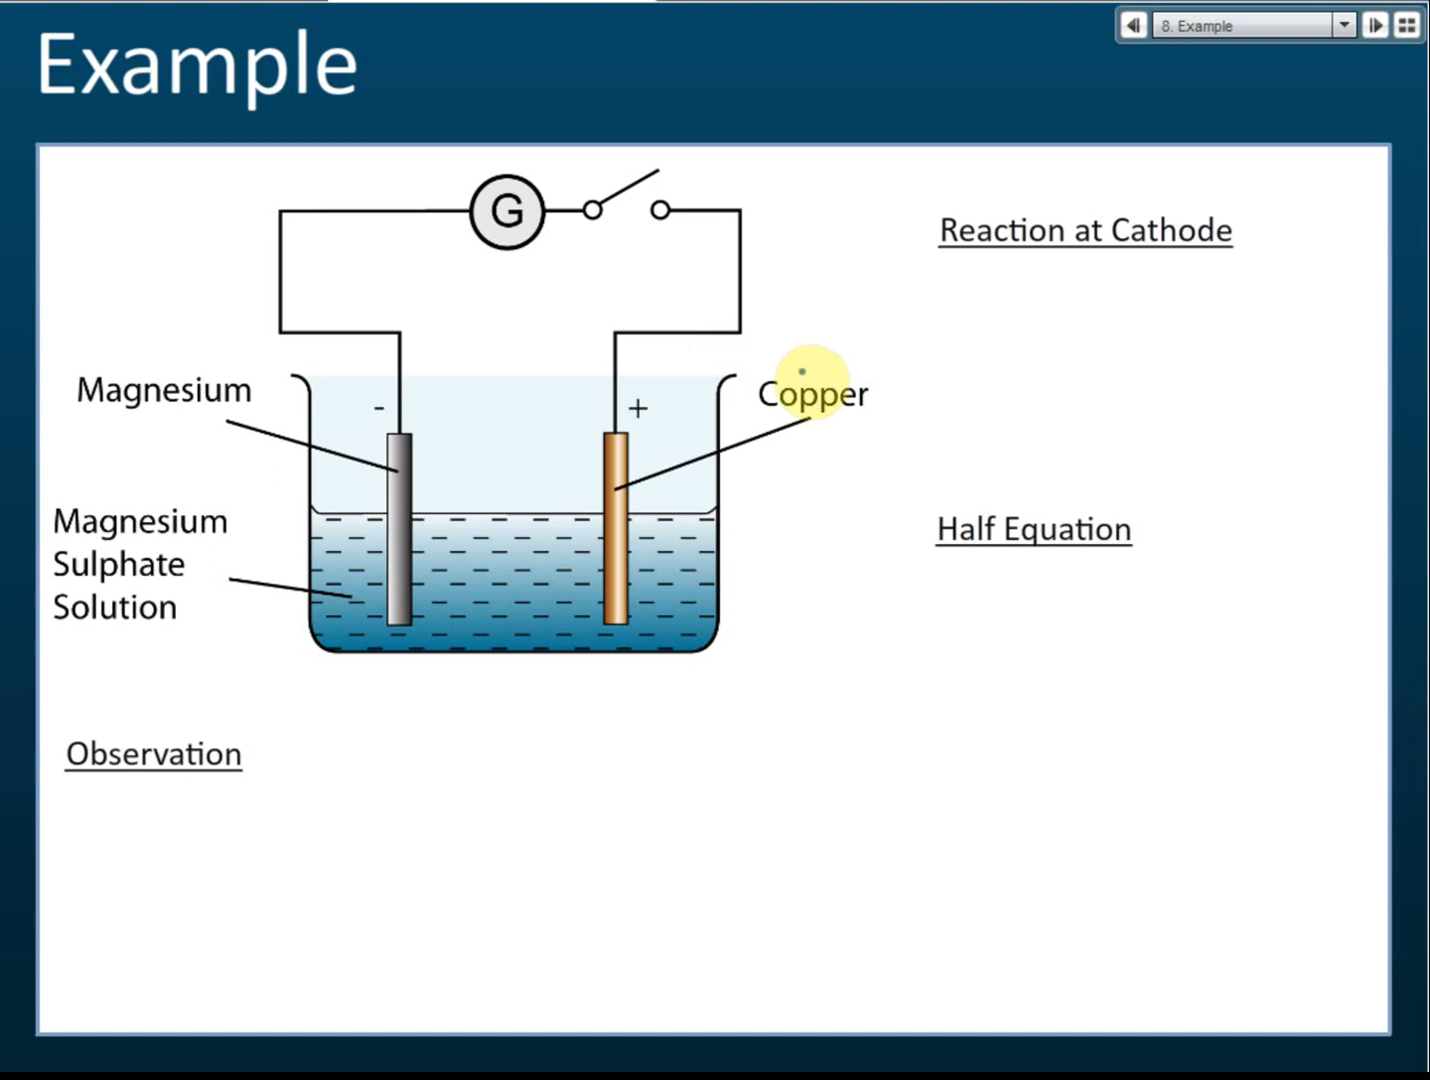 Example
8. Example
G
Reaction at Cathode
Magnesium
-
+
Copper
Magnesium
Sulphate
Solution
Half Equation
Observation